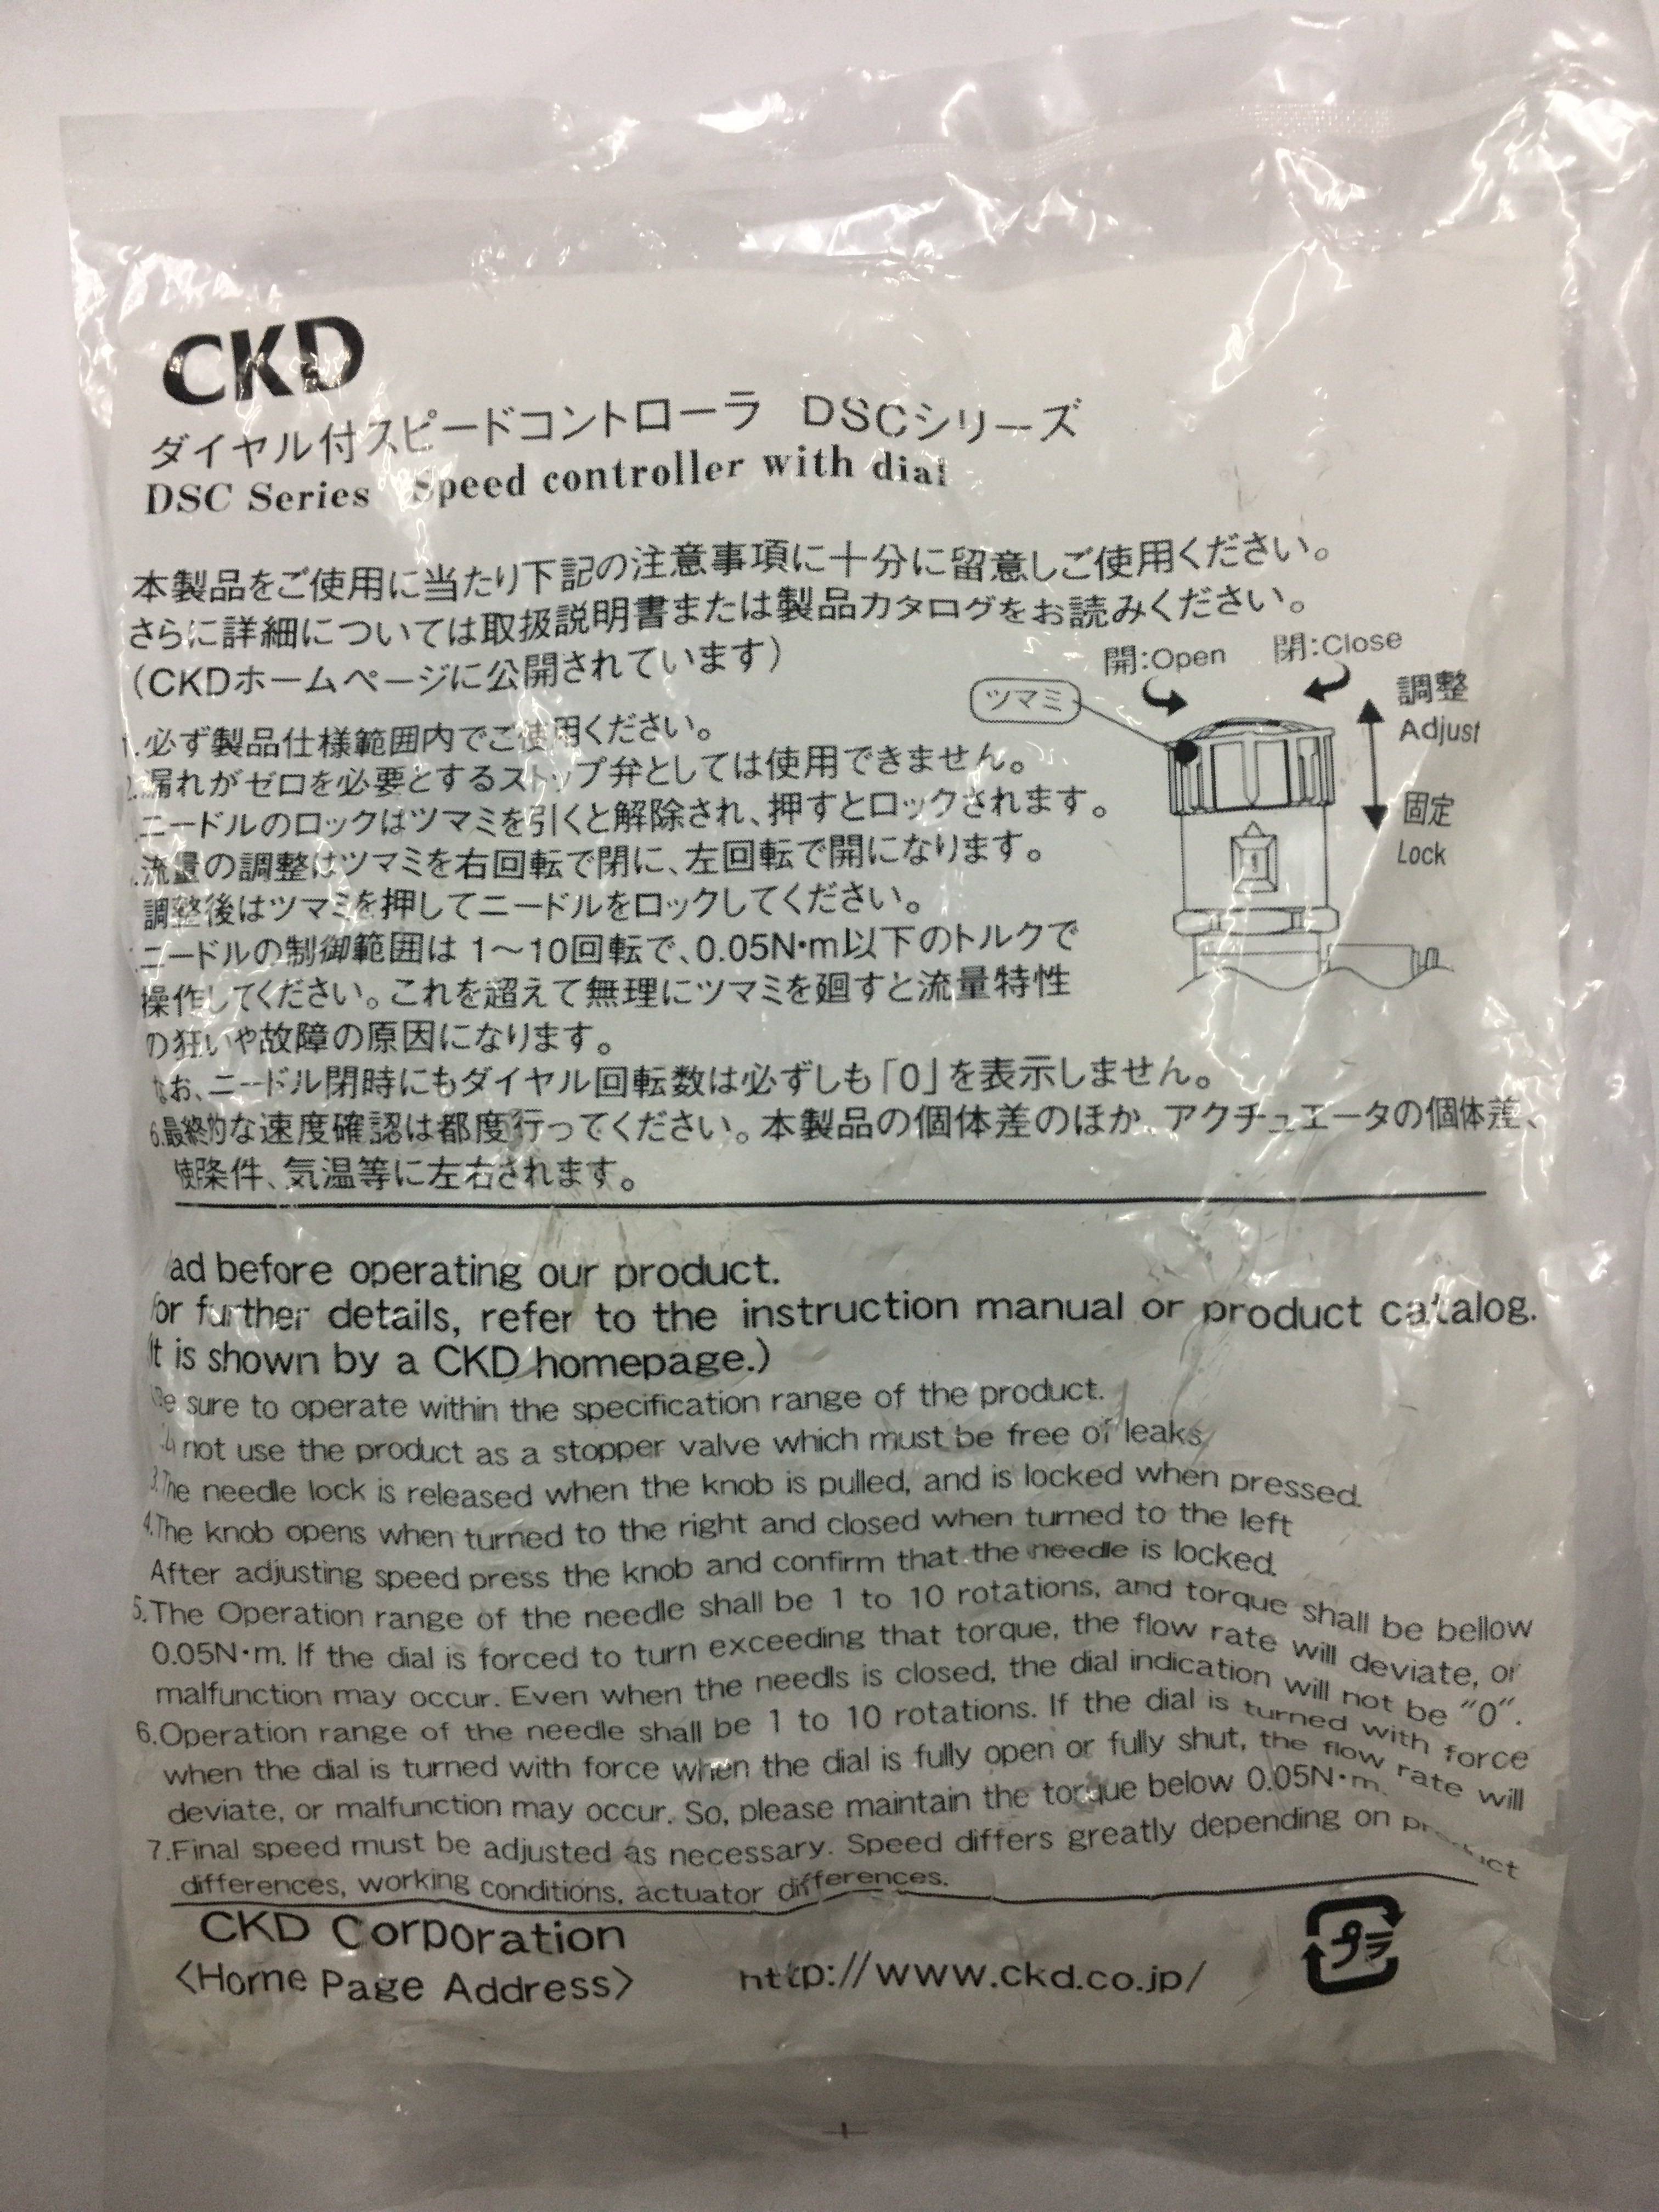 CKD
ダイヤル付スピードコントローラ DSCシリーズ
DSC Series Speed controller with dial
本製品をご使用に当たり下記の注意事項に十分に留意しご使用ください。
さらに詳細については取扱説明書または製品カタログをお読みください。
（CKDホームページに公開されています）
開:Open 閉:Close
ツマミ
調整
Adjust
固定
Lock
1.必ず製品仕様範囲内でご使用ください。
2.漏れがゼロを必要とするストップ弁としては使用できません。
ニードルのロックはツマミを引くと解除され、押すとロックされます。
流量の調整はツマミを右回転で閉に、左回転で開になります。
調整後はツマミを押してニードルをロックしてください。
ニードルの制御範囲は1～10回転で、0.05N・m以下のトルクで
操作してください。これを超えて無理にツマミを廻すと流量特性
の狂いや故障の原因になります。
なお、ニードル閉時にもダイヤル回転数は必ずしも「0」を表示しません。
6.最終的な速度確認は都度行ってください。本製品の個体差のほか、アクチュエータの個体差、
条件、気温等に左右されます。
ad before operating our product.
for further details, refer to the instruction manual or product catalog.
(It is shown by a CKD homepage.)
Be sure to operate within the specification range of the product.
not use the product as a stopper valve which must be free of leaks.
3.The needle lock is released when the knob is pulled, and is locked when pressed.
4.The knob opens when turned to the right and closed when turned to the left
After adjusting speed press the knob and confirm that the needle is locked.
5.The Operation range of the needle shall be 1 to 10 rotations, and torque shall be bellow
0.05N・m. If the dial is forced to turn exceeding that torque, the flow rate will deviate, or
malfunction may occur. Even when the needls is closed, the dial indication will not be "0".
6.Operation range of the needle shall be 1 to 10 rotations. If the dial is turned with force
when the dial is turned with force when the dial is fully open or fully shut, the flow rate will
deviate, or malfunction may occur. So, please maintain the torque below 0.05N・m.
7.Final speed must be adjusted as necessary. Speed differs greatly depending on product
differences, working conditions, actuator differences.
CKD Corporation
<Home Page Address> http://www.ckd.co.jp/
プラ